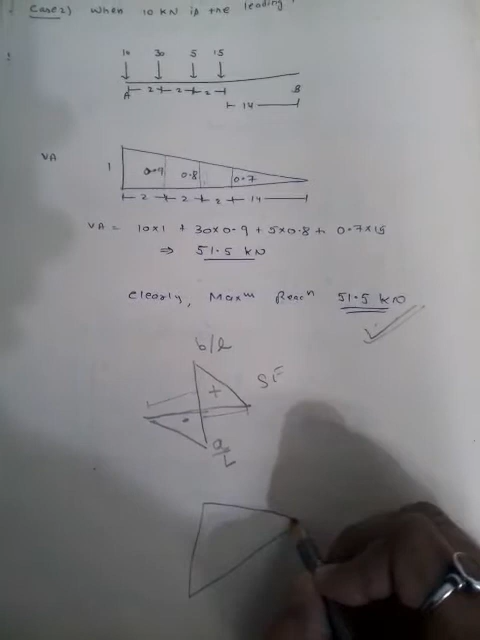 Case 2) When 10 kN is the leading
10 30 5 15
A 2 2 2 14 B
VA 1 0.9 0.8 0.7
2 2 2 14
VA = 10x1 + 30x0.9 + 5x0.8 + 0.7x15
⇒ 51.5 kN
Clearly, Maxm Reacn 51.5 kN
b/l
+ SF
-
a/L